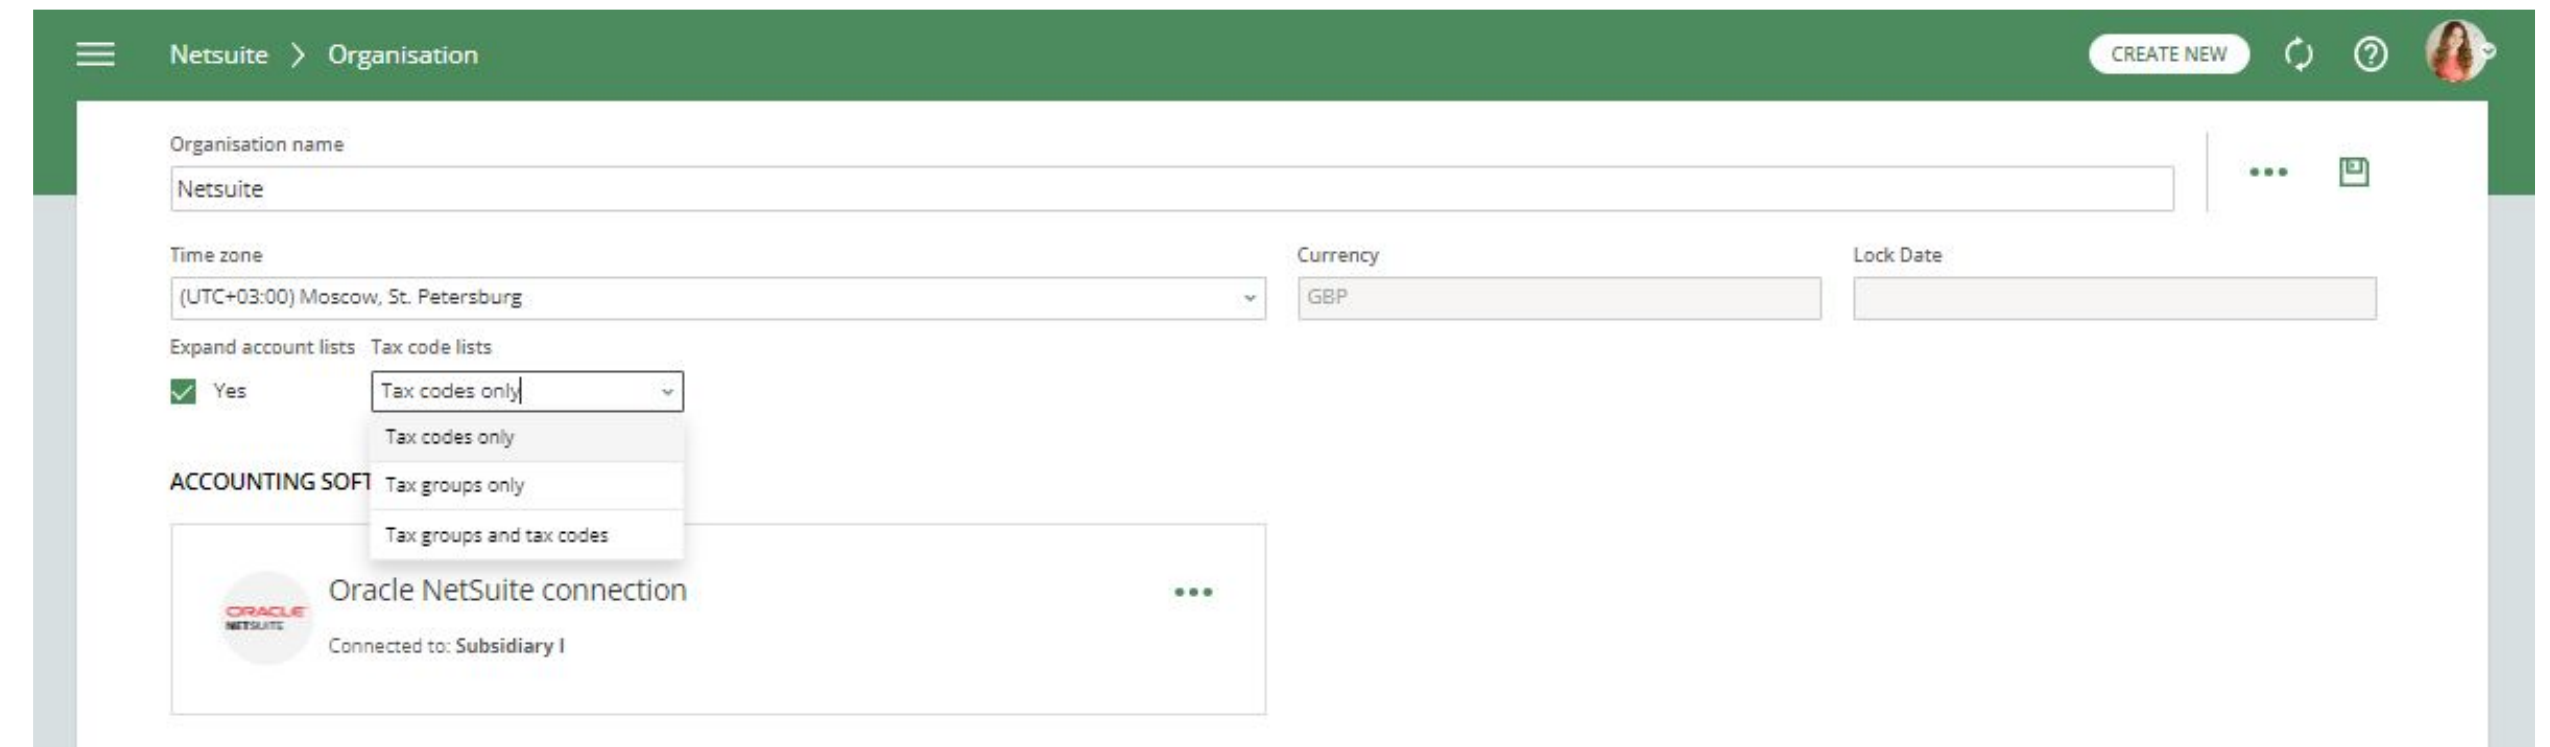 Netsuite > Organisation
CREATE NEW
Organisation name
Netsuite
Time zone
Currency
Lock Date
(UTC+03:00) Moscow, St. Petersburg
GBP
Expand account lists
Tax code lists
Yes
Tax codes only
Tax codes only
ACCOUNTING SOFT
Tax groups only
Tax groups and tax codes
Oracle NetSuite connection
ORACLE
NETSUITE
Connected to: Subsidiary I